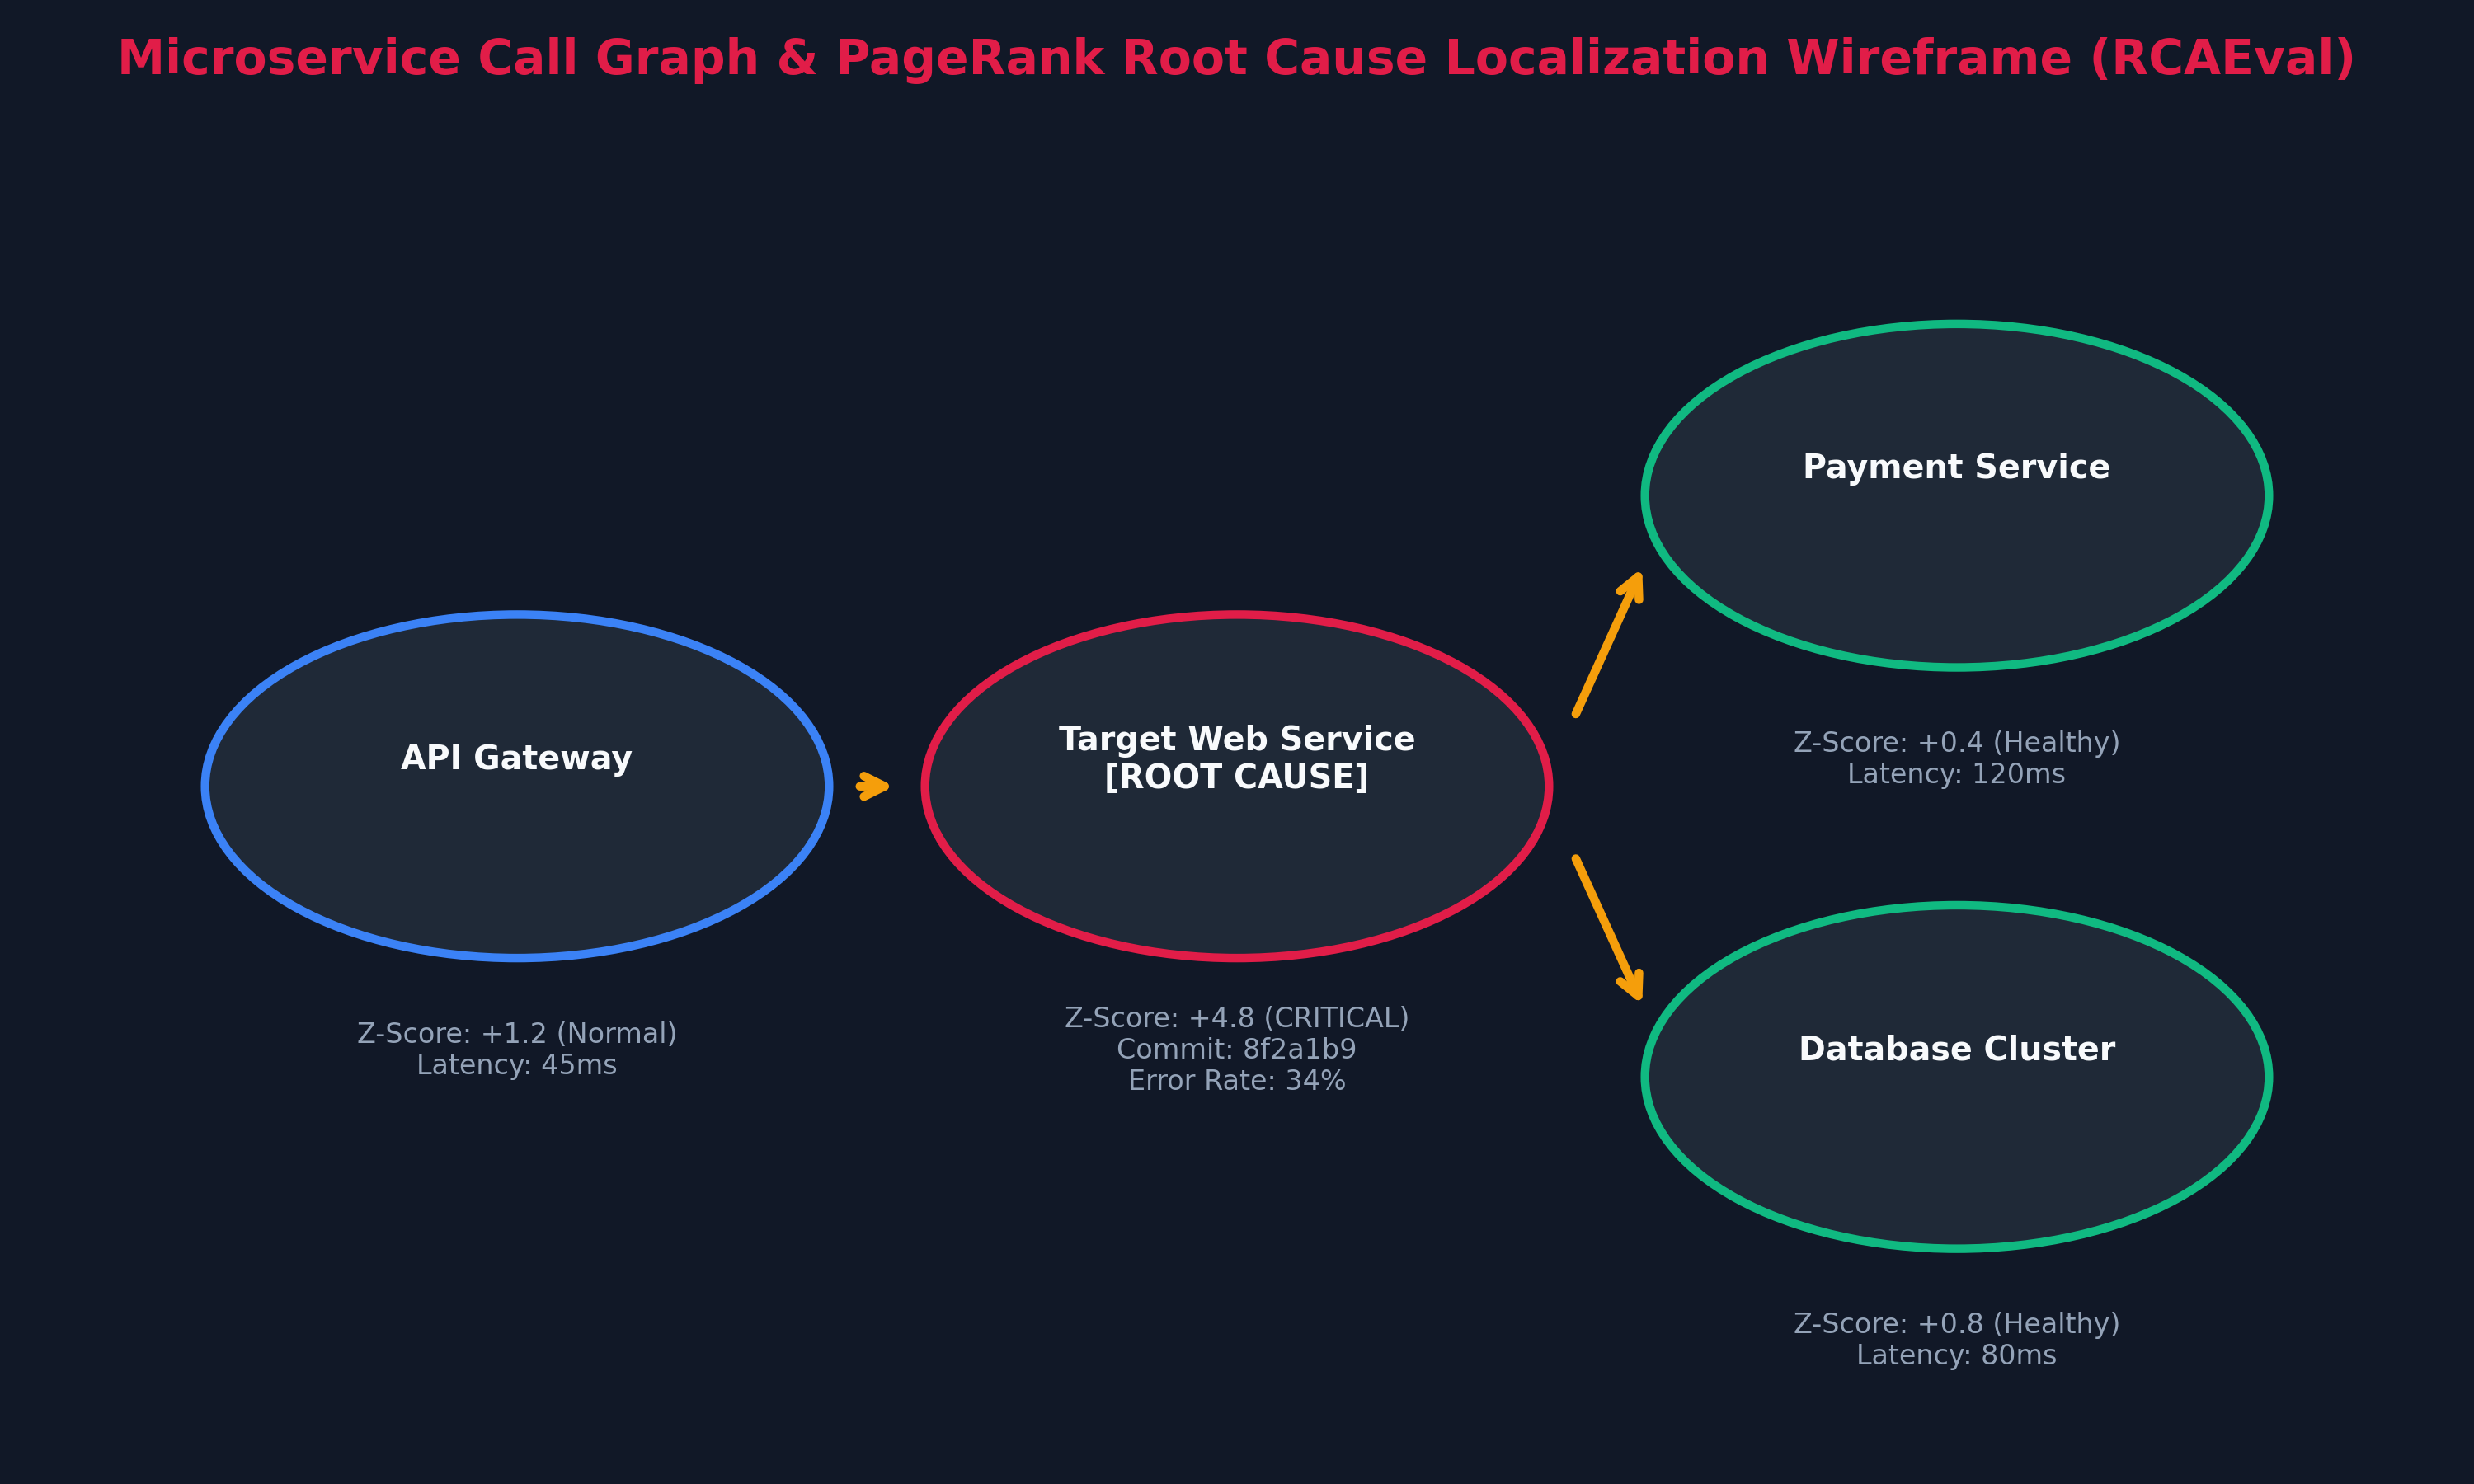 Microservice Call Graph & PageRank Root Cause Localization Wireframe (RCAEval)
API Gateway
Z-Score: +1.2 (Normal)
Latency: 45ms
Target Web Service
[ROOT CAUSE]
Z-Score: +4.8 (CRITICAL)
Commit: 8f2a1b9
Error Rate: 34%
Payment Service
Z-Score: +0.4 (Healthy)
Latency: 120ms
Database Cluster
Z-Score: +0.8 (Healthy)
Latency: 80ms